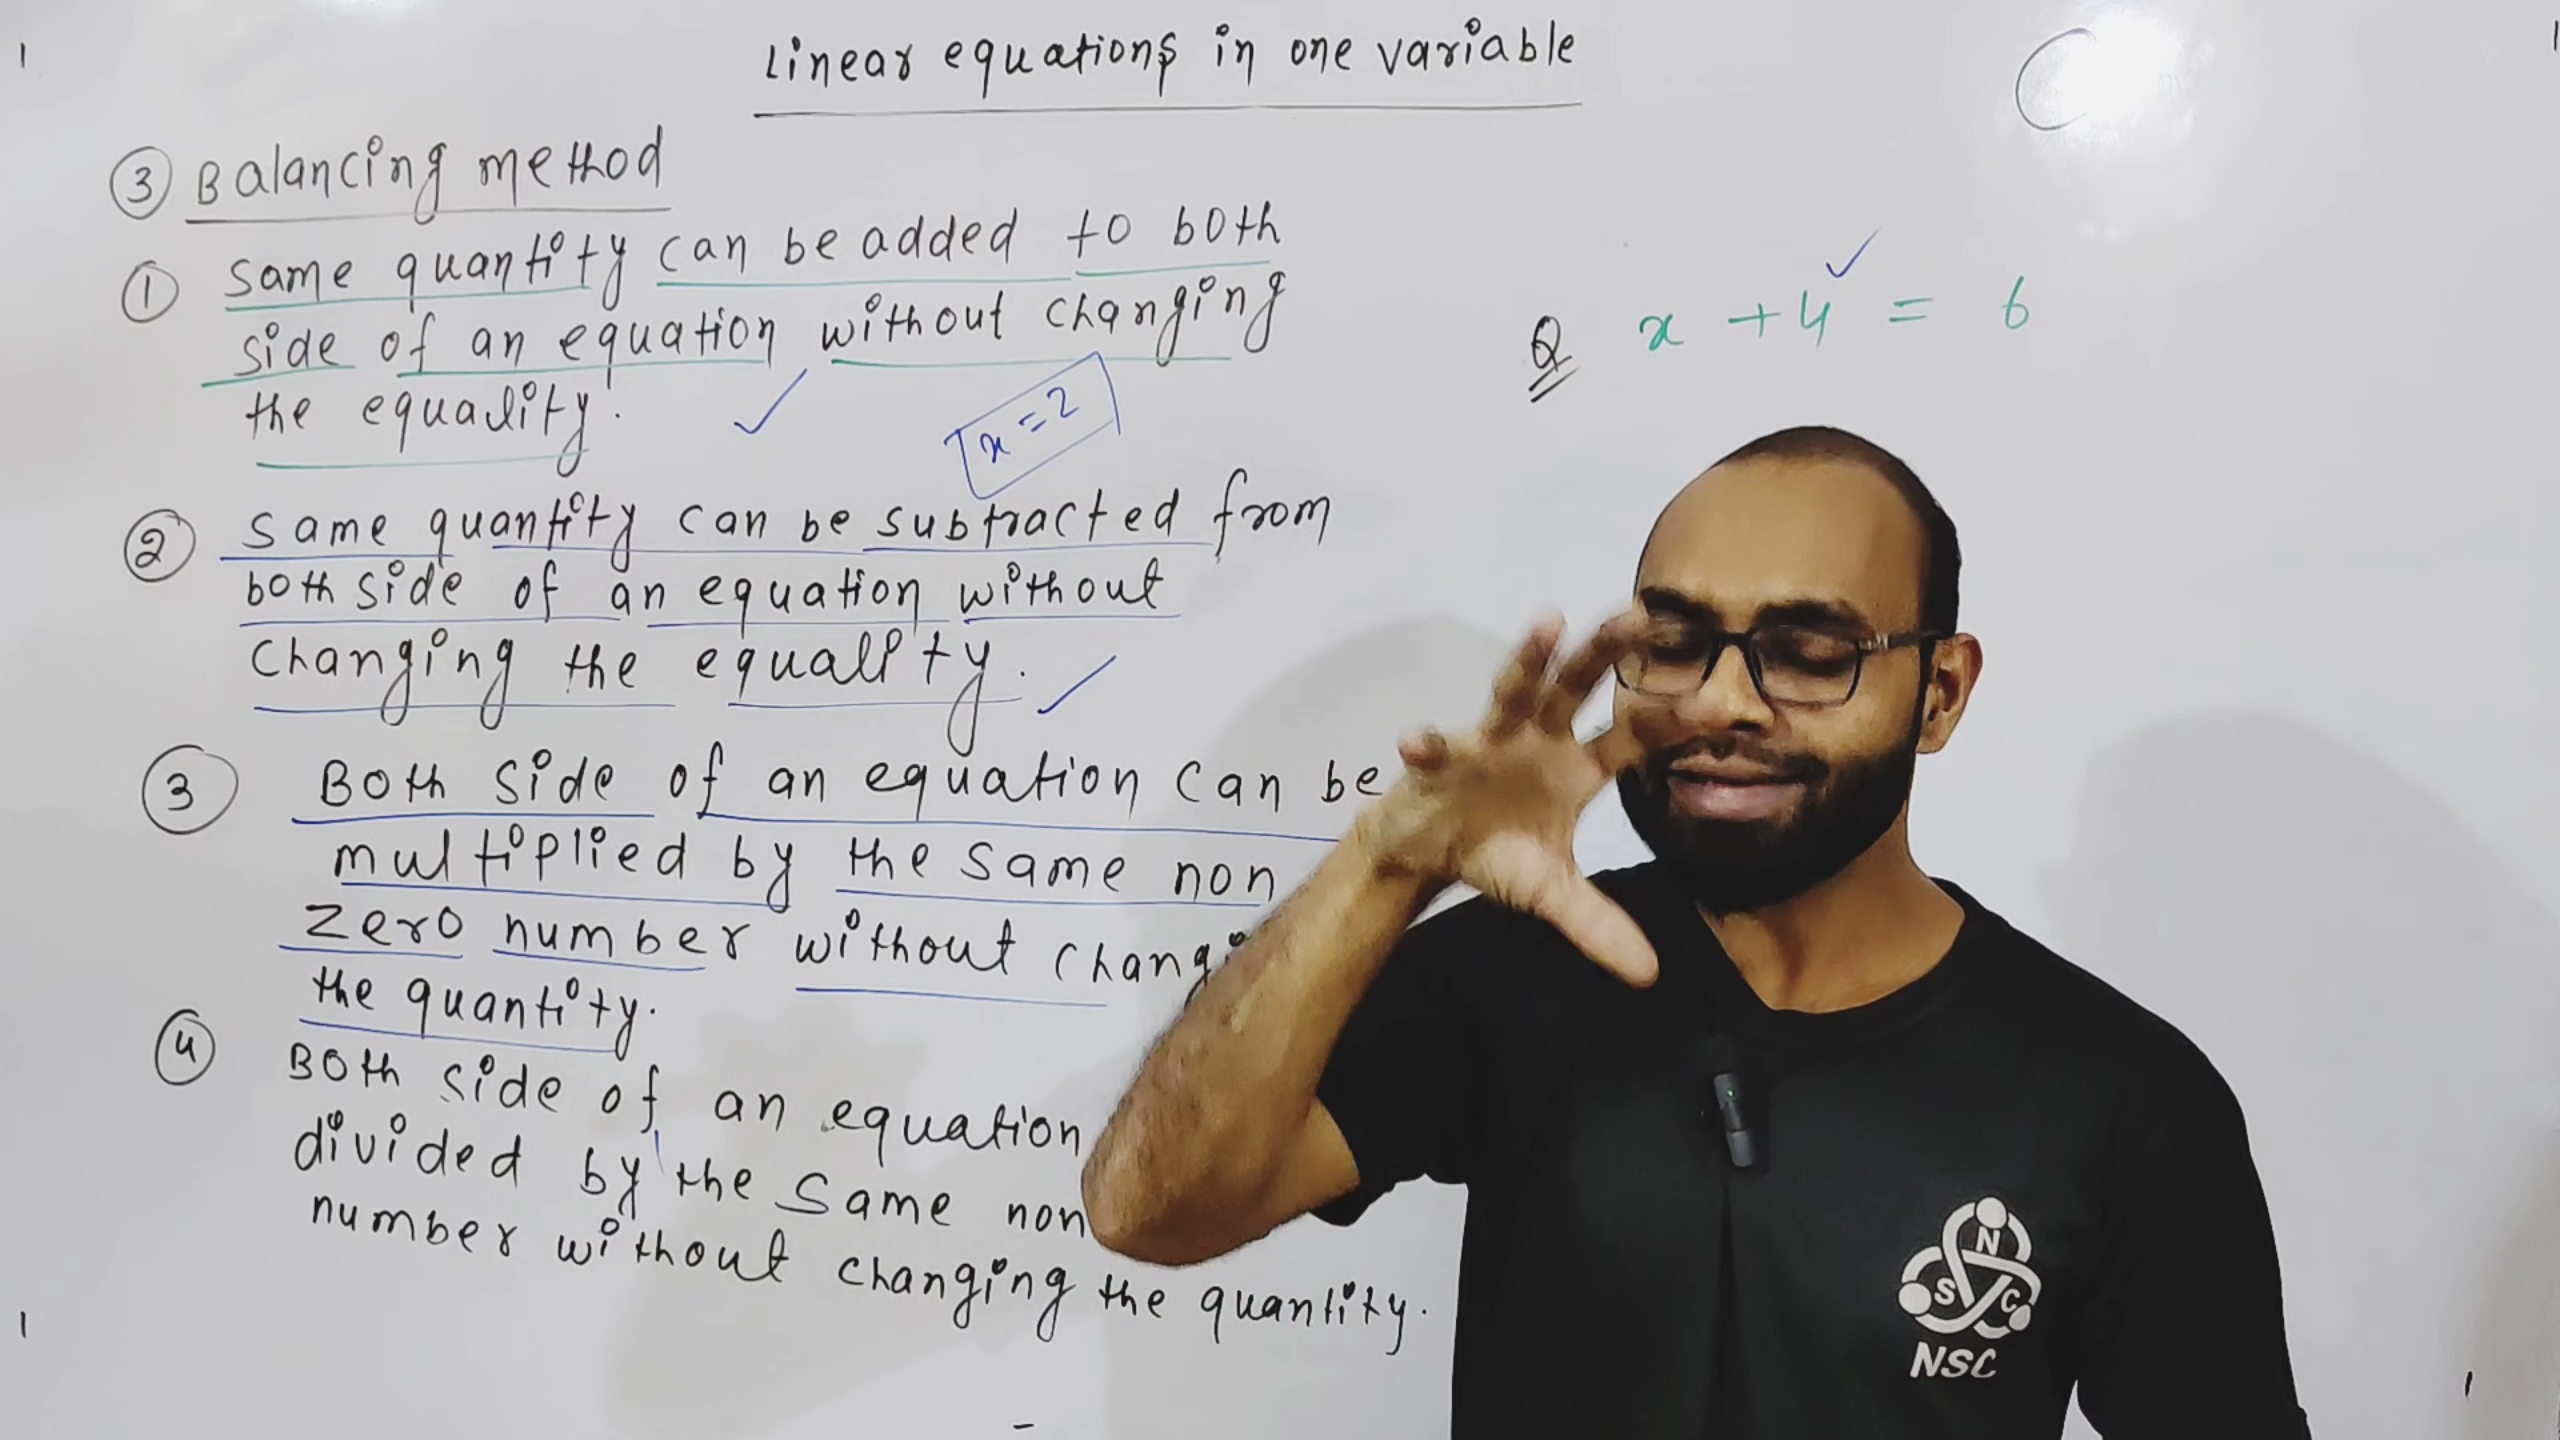 Linear equations in one variable
③ Balancing method
① Same quantity can be added to both
side of an equation without changing
the equality.
x = 2
② Same quantity can be subtracted from
both side of an equation without
changing the equality.
③ Both side of an equation can be
multiplied by the same non
zero number without changi
the quantity.
④ Both side of an equation
divided by the same non
number without changing the quantity.
Q x + 4 = 6
N
S C
NSC